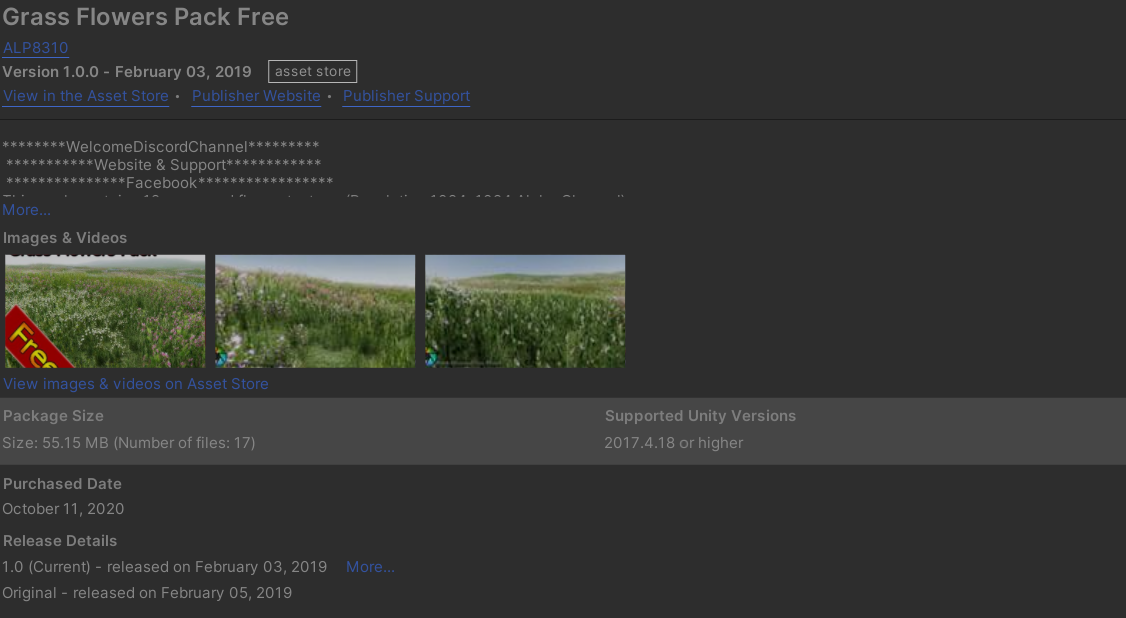 Grass Flowers Pack Free
ALP8310
Version 1.0.0 - February 03, 2019 asset store
View in the Asset Store • Publisher Website • Publisher Support
********WelcomeDiscordChannel*********
***********Website & Support************
***************Facebook*****************
More...
Images & Videos
Grass Flowers Pack
Free
View images & videos on Asset Store
Package Size Supported Unity Versions
Size: 55.15 MB (Number of files: 17) 2017.4.18 or higher
Purchased Date
October 11, 2020
Release Details
1.0 (Current) - released on February 03, 2019 More...
Original - released on February 05, 2019